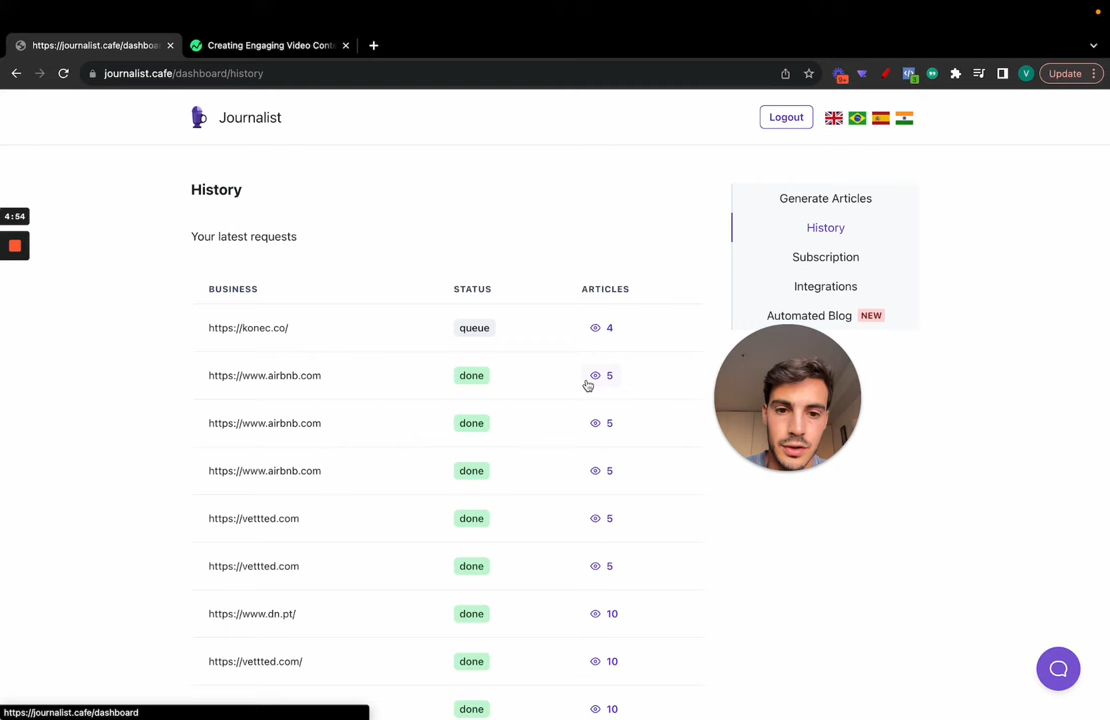 https://journalist.cafe/dashboa
Creating Engaging Video Cont
journalist.cafe/dashboard/history
9+
3
V
Update
Journalist
Logout
4:54
History
Your latest requests
Generate Articles
History
Subscription
Integrations
Automated Blog NEW
BUSINESS STATUS ARTICLES
https://konec.co/ queue 4
https://www.airbnb.com done 5
https://www.airbnb.com done 5
https://www.airbnb.com done 5
https://vettted.com done 5
https://vettted.com done 5
https://www.dn.pt/ done 10
https://vettted.com/ done 10
done 10
https://journalist.cafe/dashboard